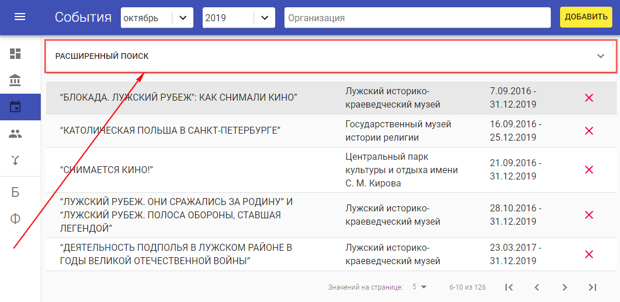 События
октябрь
2019
Организация
ДОБАВИТЬ
РАСШИРЕННЫЙ ПОИСК
“БЛОКАДА. ЛУЖСКИЙ РУБЕЖ": КАК СНИМАЛИ КИНО”
Лужский историко-
краеведческий музей
7.09.2016 -
31.12.2019
“КАТОЛИЧЕСКАЯ ПОЛЬША В САНКТ-ПЕТЕРБУРГЕ”
Государственный музей
истории религии
16.09.2016 -
25.12.2019
“СНИМАЕТСЯ КИНО!”
Центральный парк
культуры и отдыха имени
С. М. Кирова
21.09.2016 -
31.12.2019
“ЛУЖСКИЙ РУБЕЖ. ОНИ СРАЖАЛИСЬ ЗА РОДИНУ” И
“ЛУЖСКИЙ РУБЕЖ. ПОЛОСА ОБОРОНЫ, СТАВШАЯ
ЛЕГЕНДОЙ”
Лужский историко-
краеведческий музей
28.10.2016 -
31.12.2019
“ДЕЯТЕЛЬНОСТЬ ПОДПОЛЬЯ В ЛУЖСКОМ РАЙОНЕ В
ГОДЫ ВЕЛИКОЙ ОТЕЧЕСТВЕННОЙ ВОЙНЫ”
Лужский историко-
краеведческий музей
23.03.2017 -
31.12.2019
Б
Ф
Значений на странице:
5
6-10 из 126